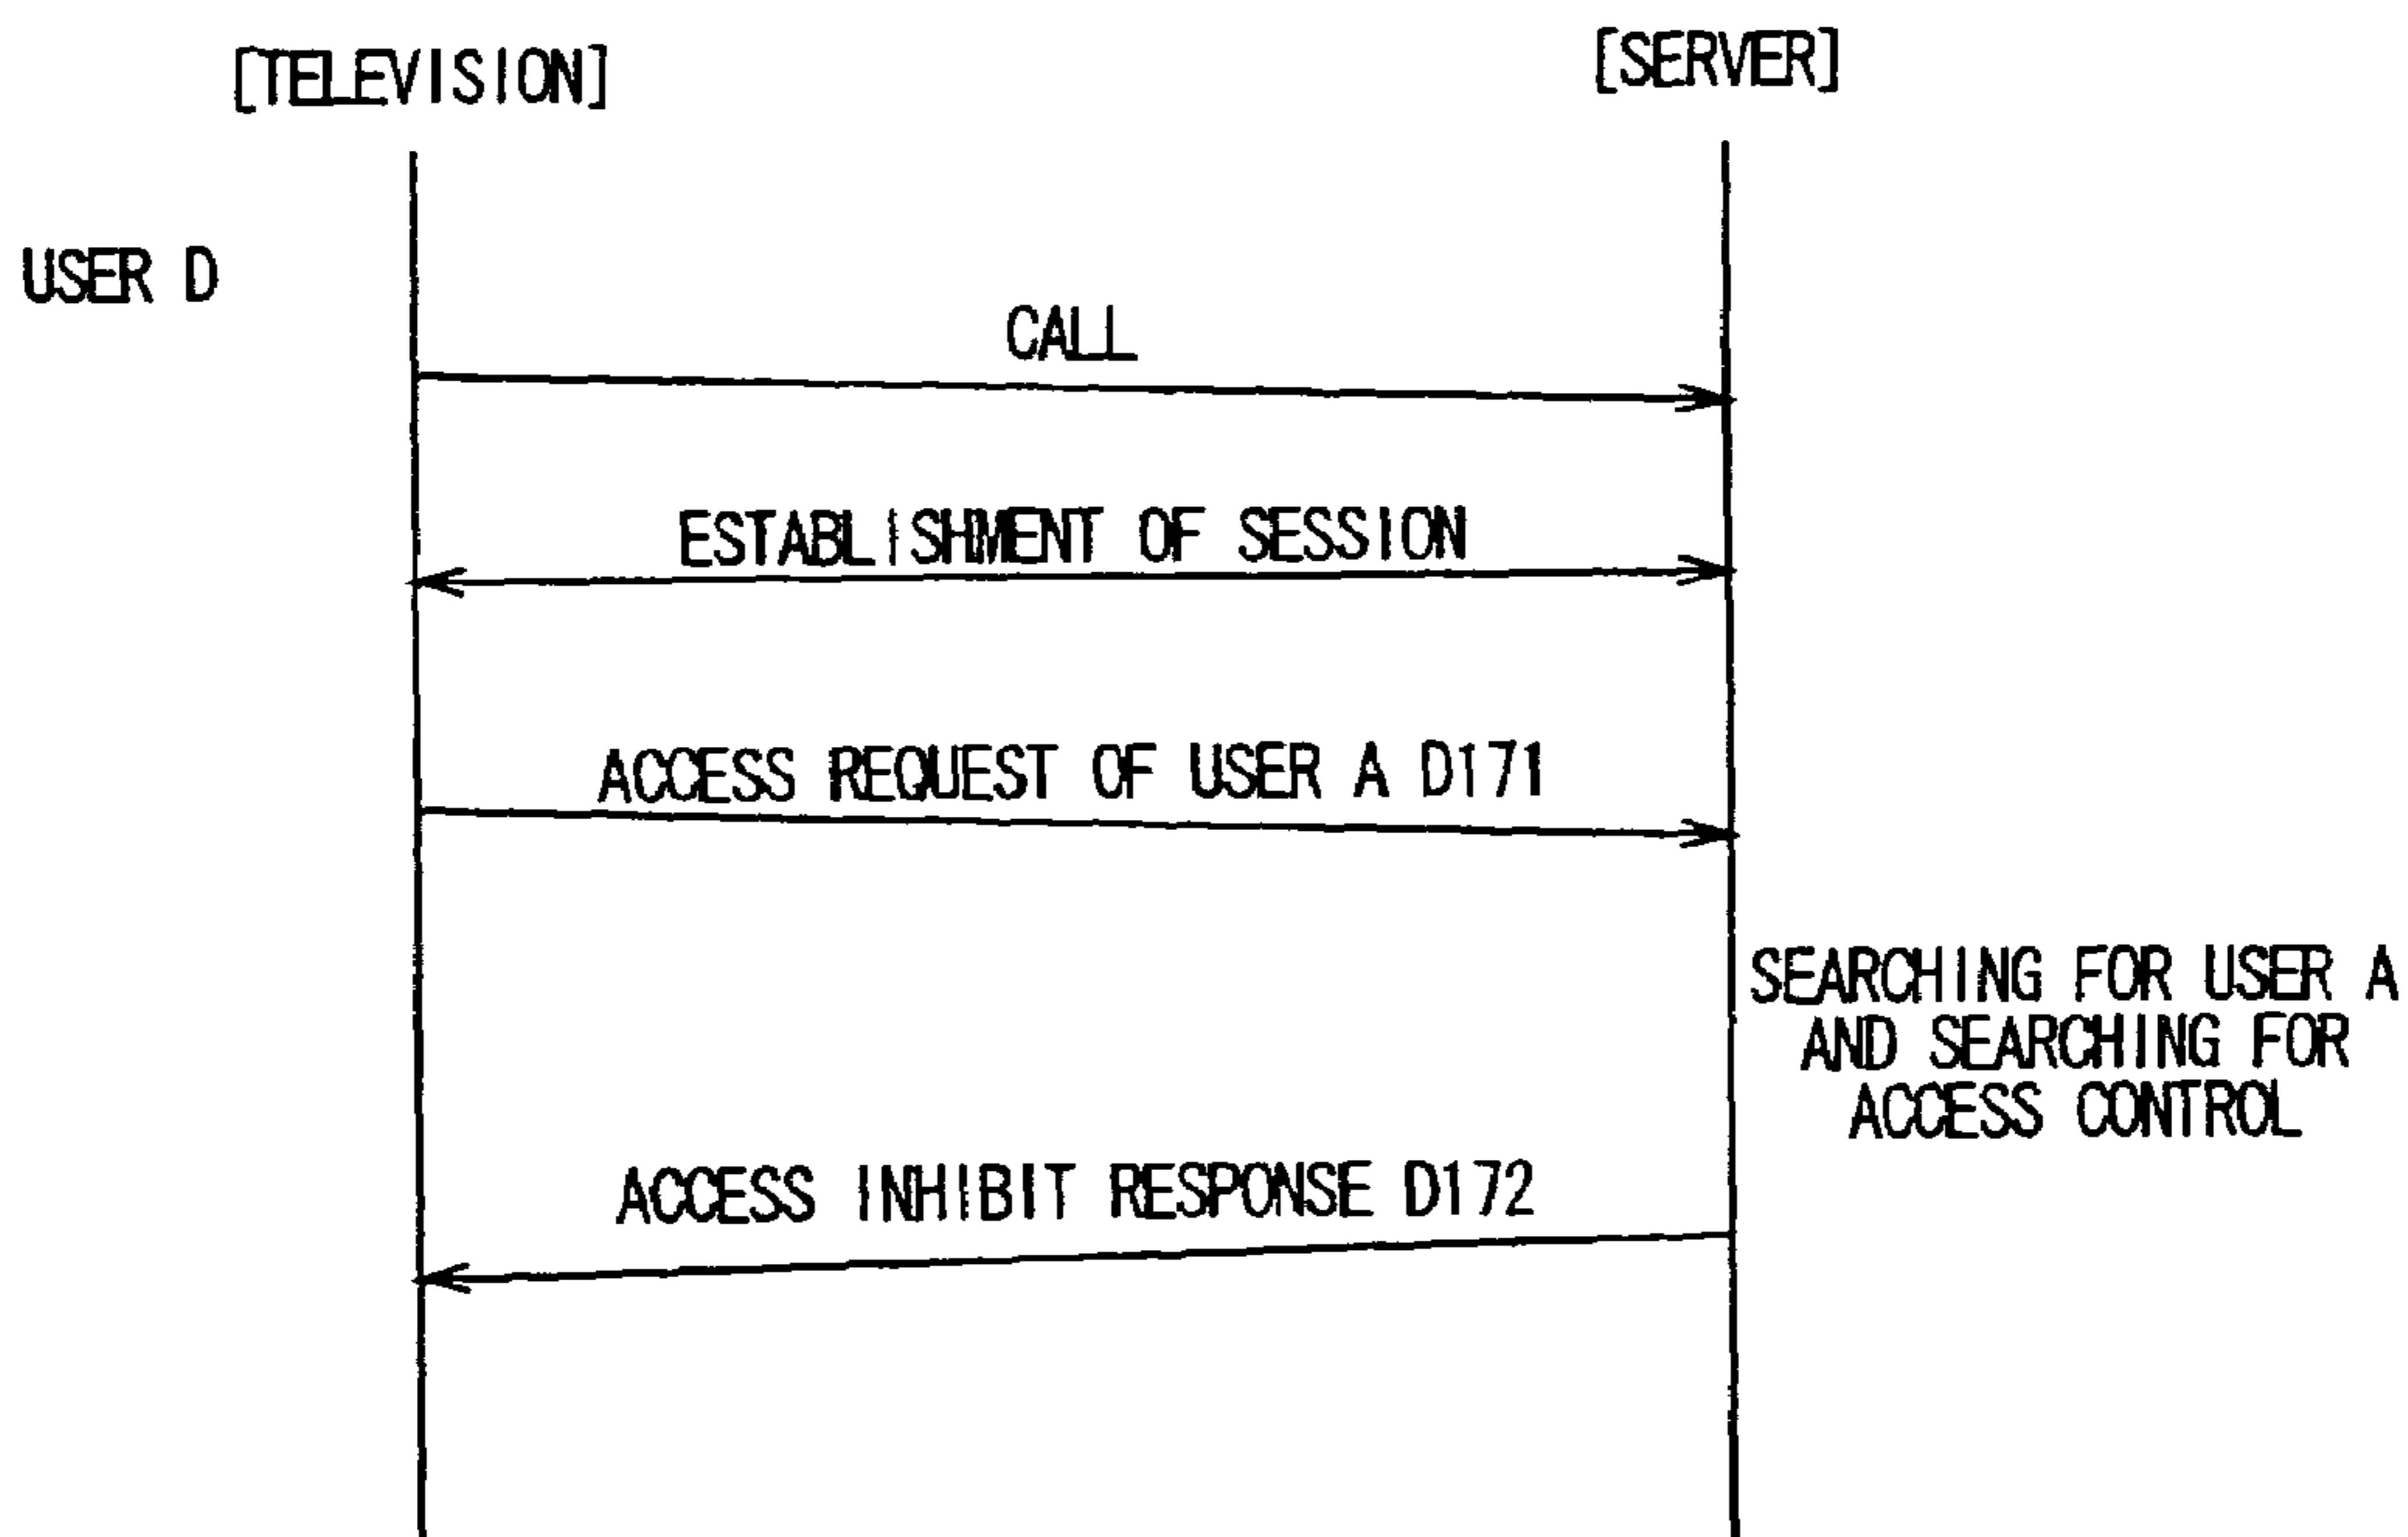 [TELEVISION]
[SERVER]
USER D
CALL
ESTABLISHMENT OF SESSION
ACCESS REQUEST OF USER A D171
SEARCHING FOR USER A
AND SEARCHING FOR
ACCESS CONTROL
ACCESS INHIBIT RESPONSE D172